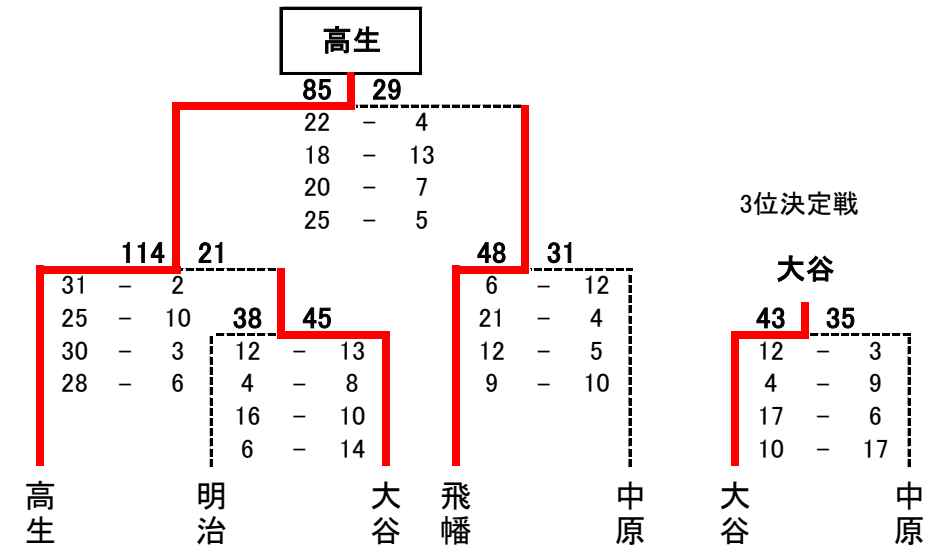 高生
85 29
22 － 4
18 － 13
20 － 7
25 － 5
3位決定戦
114 21
48 31
大谷
31 － 2
6 － 12
25 － 10
38 45
21 － 4
43 35
30 － 3
12 － 13
12 － 5
12 － 3
28 － 6
4 － 8
9 － 10
4 － 9
16 － 10
17 － 6
6 － 14
10 － 17
高生
明治
大谷
飛幡
中原
大谷
中原